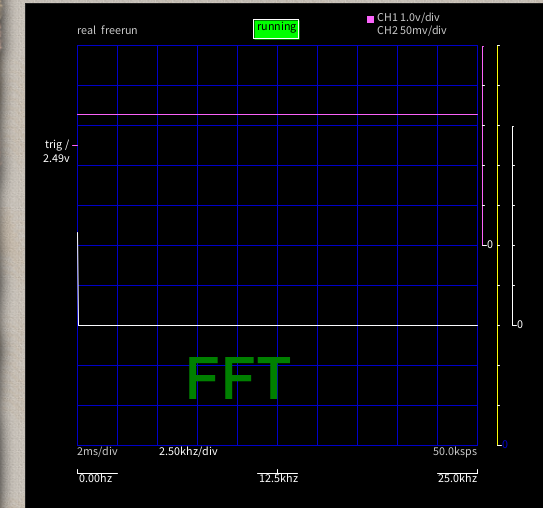 real freerun
running
CH1 1.0v/div
CH2 50mv/div
trig /
2.49v
0
0
FFT
0
2ms/div
2.50khz/div
50.0ksps
0.00hz
12.5khz
25.0khz